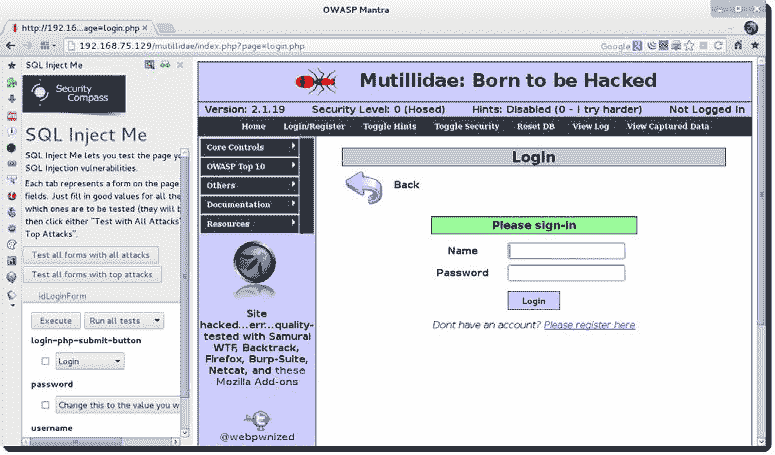 OWASP Mantra
http://192.16...age=login.php
192.168.75.129/mutillidae/index.php?page=login.php
Google
SQL Inject Me
Security
Compass
SQL Inject Me
SQL Inject Me lets you test the page yo
SQL Injection vulnerabilities.
Each tab represents a form on the page
fields. Just fill in good values for all the
which ones are to be tested (they will b
then click either "Test with All Attacks"
Top Attacks".
Test all forms with all attacks
Test all forms with top attacks
idLoginForm
Execute
Run all tests
login-php-submit-button
Login
password
Change this to the value you w
username
Mutillidae: Born to be Hacked
Version: 2.1.19
Security Level: 0 (Hosed)
Hints: Disabled (0 - I try harder)
Not Logged In
Home
Login/Register
Toggle Hints
Toggle Security
Reset DB
View Log
View Captured Data
Core Controls
OWASP Top 10
Others
Documentation
Resources
Site
hacked...err...quality-
tested with Samurai
WTF, Backtrack,
Firefox, Burp-Suite,
Netcat, and these
Mozilla Add-ons
@webpwnized
Login
Back
Please sign-in
Name
Password
Login
Dont have an account? Please register here